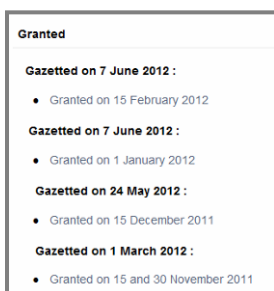 Granted
Gazetted on 7 June 2012 :
• Granted on 15 February 2012
Gazetted on 7 June 2012 :
• Granted on 1 January 2012
Gazetted on 24 May 2012 :
• Granted on 15 December 2011
Gazetted on 1 March 2012 :
• Granted on 15 and 30 November 2011